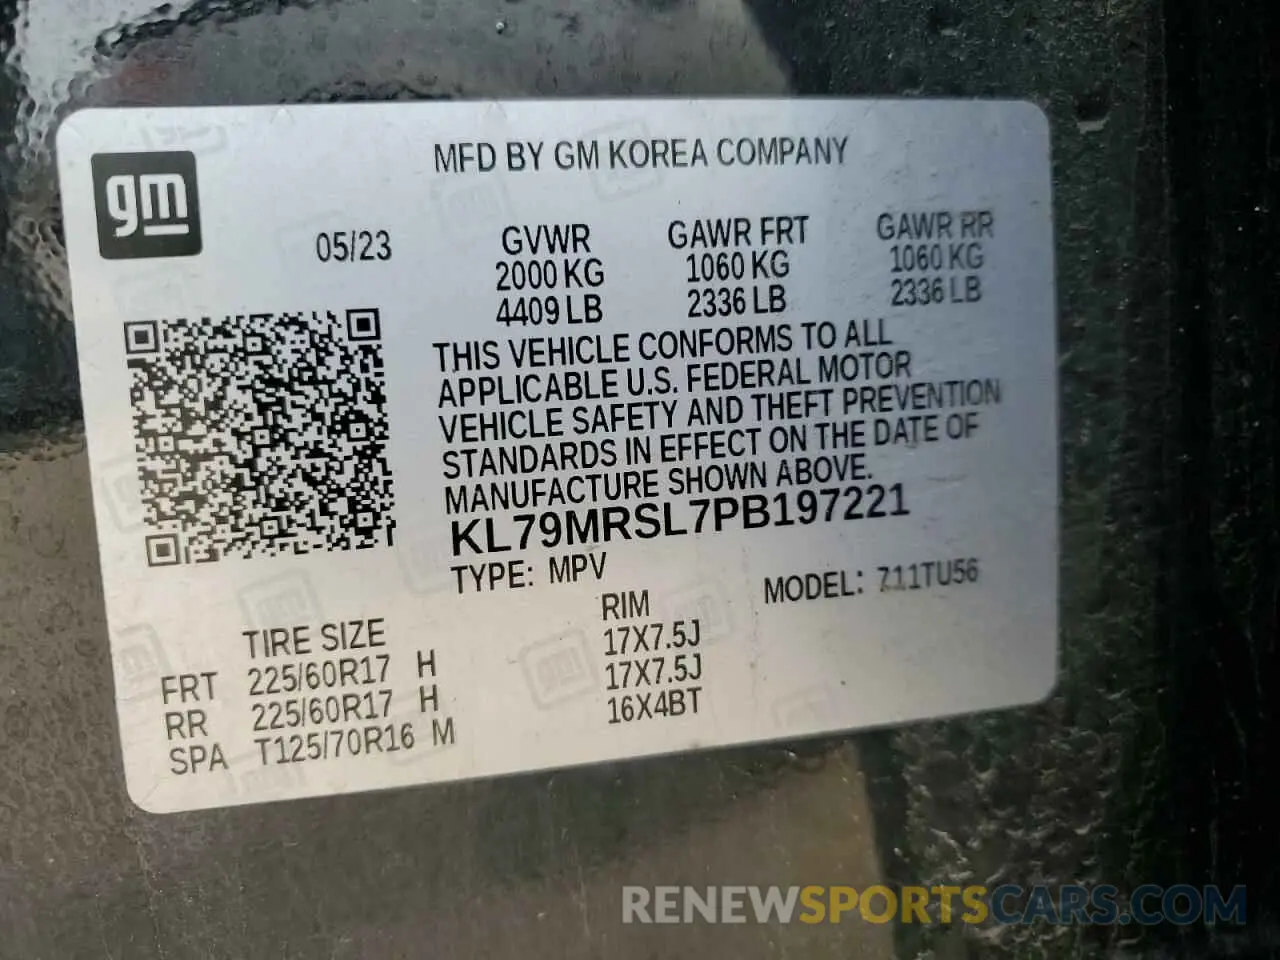 MFD BY GM KOREA COMPANY
gm
05/23
GVWR GAWR FRT GAWR RR
2000 KG 1060 KG 1060 KG
4409 LB 2336 LB 2336 LB
THIS VEHICLE CONFORMS TO ALL
APPLICABLE U.S. FEDERAL MOTOR
VEHICLE SAFETY AND THEFT PREVENTION
STANDARDS IN EFFECT ON THE DATE OF
MANUFACTURE SHOWN ABOVE.
KL79MRSL7PB197221
TYPE: MPV MODEL: 711TU56
TIRE SIZE RIM
FRT 225/60R17 H 17X7.5J
RR 225/60R17 H 17X7.5J
SPA T125/70R16 M 16X4BT
RENEWSPORTSCARS.COM